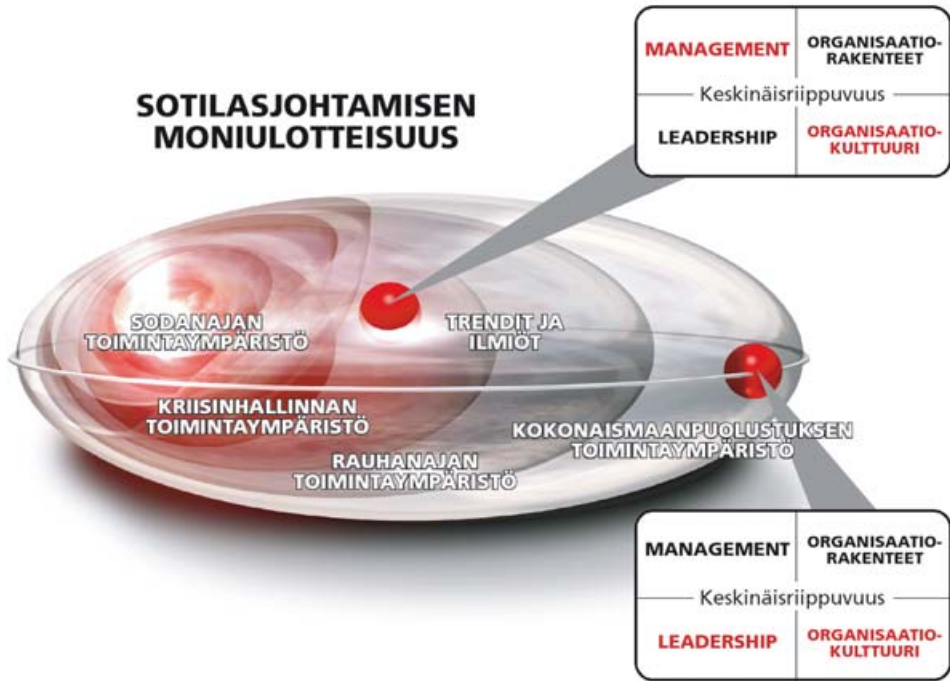 SOTILASJOHTAMISEN
MONIULOTTEISUUS
MANAGEMENT
ORGANISAATIO-
RAKENTEET
Keskinäisriippuvuus
LEADERSHIP
ORGANISAATIO-
KULTTUURI
SODANAJAN
TOIMINTAYMPÄRISTÖ
TRENDIT JA
ILMIÖT
KRIISINHALLINNAN
TOIMINTAYMPÄRISTÖ
RAUHANAJAN
TOIMINTAYMPÄRISTÖ
KOKONAISMAANPUOLUSTUKSEN
TOIMINTAYMPÄRISTÖ
MANAGEMENT
ORGANISAATIO-
RAKENTEET
Keskinäisriippuvuus
LEADERSHIP
ORGANISAATIO-
KULTTUURI